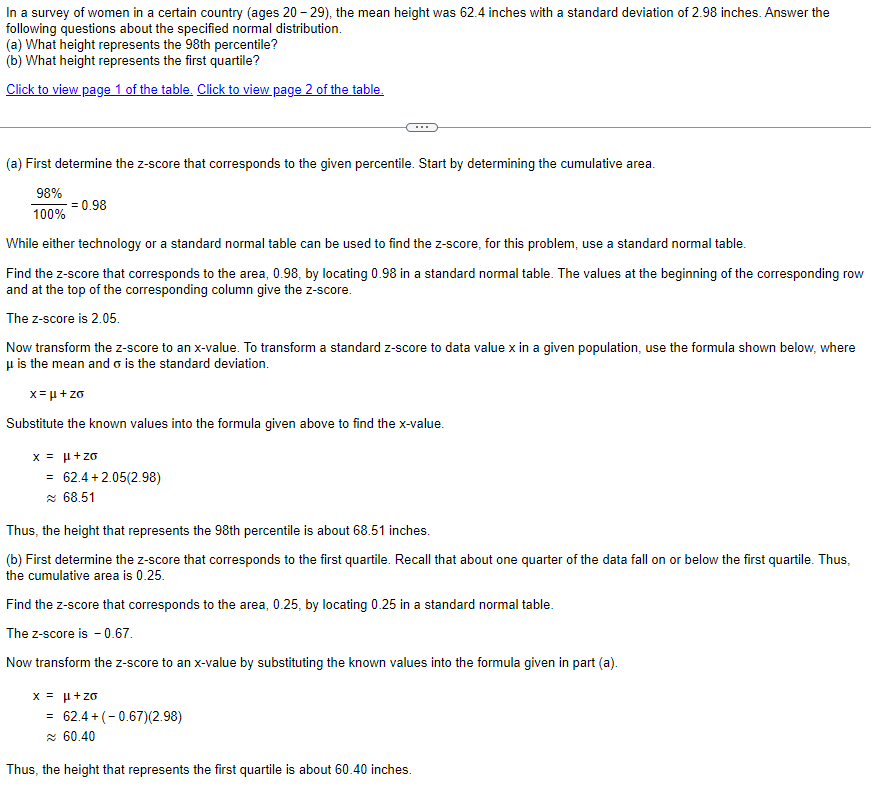 In a survey of women in a certain country (ages 20 – 29), the mean height was 62.4 inches with a standard deviation of 2.98 inches. Answer the
following questions about the specified normal distribution.
(a) What height represents the 98th percentile?
(b) What height represents the first quartile?
Click to view page 1 of the table. Click to view page 2 of the table.
(a) First determine the z-score that corresponds to the given percentile. Start by determining the cumulative area.
98%
100%
= 0.98
While either technology or a standard normal table can be used to find the z-score, for this problem, use a standard normal table.
Find the z-score that corresponds to the area, 0.98, by locating 0.98 in a standard normal table. The values at the beginning of the corresponding row
and at the top of the corresponding column give the z-score.
The z-score is 2.05.
Now transform the z-score to an x-value. To transform a standard z-score to data value x in a given population, use the formula shown below, where
μ is the mean and σ is the standard deviation.
x = μ + zσ
Substitute the known values into the formula given above to find the x-value.
x = μ + zσ
= 62.4 + 2.05(2.98)
≈ 68.51
Thus, the height that represents the 98th percentile is about 68.51 inches.
(b) First determine the z-score that corresponds to the first quartile. Recall that about one quarter of the data fall on or below the first quartile. Thus,
the cumulative area is 0.25.
Find the z-score that corresponds to the area, 0.25, by locating 0.25 in a standard normal table.
The z-score is – 0.67.
Now transform the z-score to an x-value by substituting the known values into the formula given in part (a).
x = μ + zσ
= 62.4 + ( – 0.67)(2.98)
≈ 60.40
Thus, the height that represents the first quartile is about 60.40 inches.